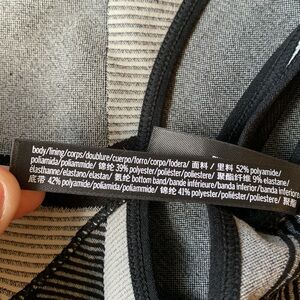 body/lining/corps/doublure/cuerpo/forro/corpo/fodera/ 面料 / 里料 52% polyamide/
poliamida/poliammide/ 锦纶 39% polyester/poliéster/poliestere/ 聚酯纤维 9% elastane/
élasthanne/elastano/elastan/ 氨纶 bottom band/bande inférieure/banda inferior/banda inferiore/
底带 42% polyamide/poliamida/poliammide/ 锦纶 41% polyester/poliéster/poliestere/ 聚酯